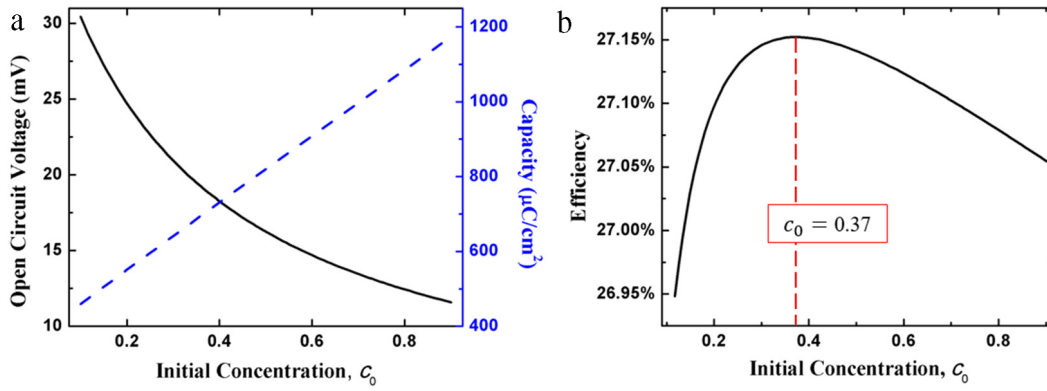 a
30
25
20
15
10
Open Circuit Voltage (mV)
1200
1000
800
600
400
Capacity (μC/cm²)
0.2 0.4 0.6 0.8
Initial Concentration, c₀
b
27.15%
27.10%
27.05%
27.00%
26.95%
Efficiency
c₀ = 0.37
0.2 0.4 0.6 0.8
Initial Concentration, c₀